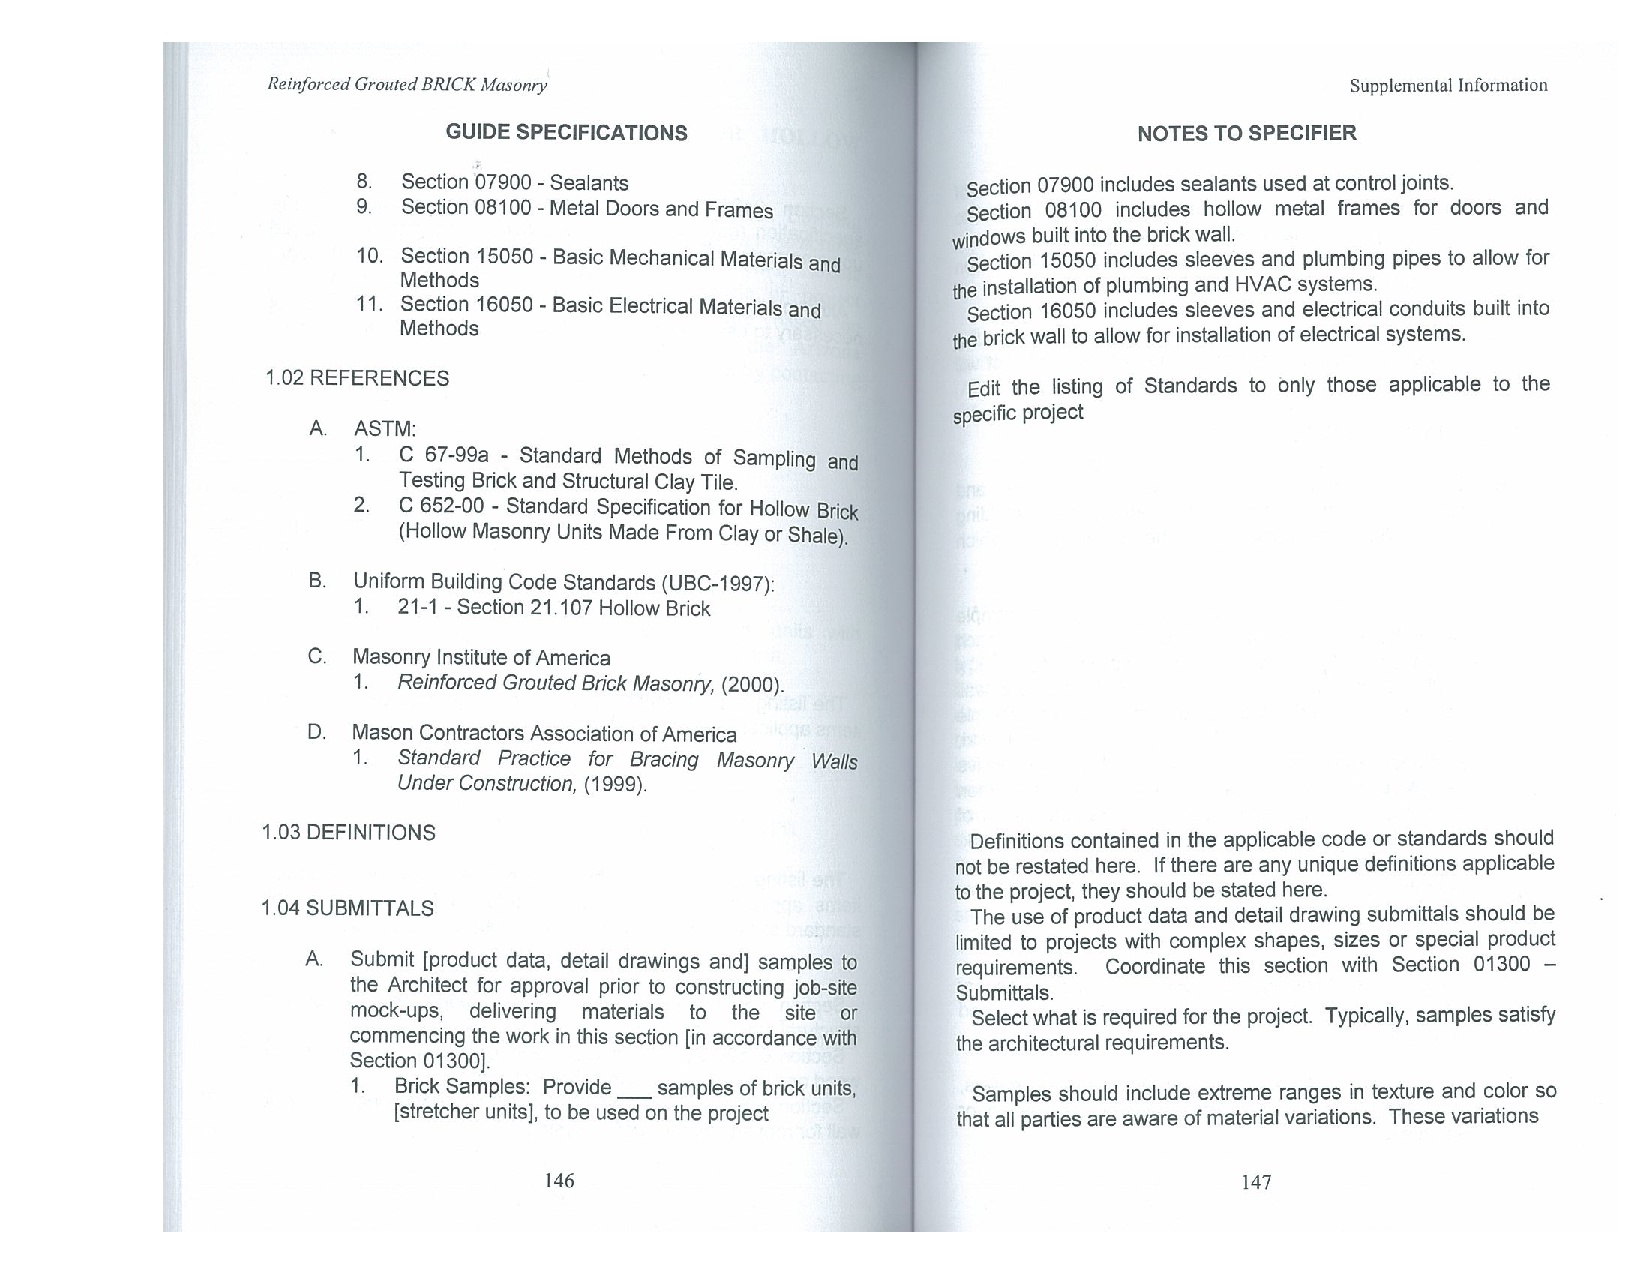 Reinforced Grouted BRICK Masonry
GUIDE SPECIFICATIONS
8. Section 07900 - Sealants
9. Section 08100 - Metal Doors and Frames
10. Section 15050 - Basic Mechanical Materials and
Methods
11. Section 16050 - Basic Electrical Materials and
Methods
1.02 REFERENCES
A. ASTM:
1. C 67-99a - Standard Methods of Sampling and
Testing Brick and Structural Clay Tile.
2. C 652-00 - Standard Specification for Hollow Brick
(Hollow Masonry Units Made From Clay or Shale).
B. Uniform Building Code Standards (UBC-1997):
1. 21-1 - Section 21.107 Hollow Brick
C. Masonry Institute of America
1. Reinforced Grouted Brick Masonry, (2000).
D. Mason Contractors Association of America
1. Standard Practice for Bracing Masonry Walls
Under Construction, (1999).
1.03 DEFINITIONS
1.04 SUBMITTALS
A. Submit [product data, detail drawings and] samples to
the Architect for approval prior to constructing job-site
mock-ups, delivering materials to the site or
commencing the work in this section [in accordance with
Section 01300].
1. Brick Samples: Provide ___ samples of brick units,
[stretcher units], to be used on the project
146
Supplemental Information
NOTES TO SPECIFIER
Section 07900 includes sealants used at control joints.
Section 08100 includes hollow metal frames for doors and
windows built into the brick wall.
Section 15050 includes sleeves and plumbing pipes to allow for
the installation of plumbing and HVAC systems.
Section 16050 includes sleeves and electrical conduits built into
the brick wall to allow for installation of electrical systems.
Edit the listing of Standards to only those applicable to the
specific project
Definitions contained in the applicable code or standards should
not be restated here. If there are any unique definitions applicable
to the project, they should be stated here.
The use of product data and detail drawing submittals should be
limited to projects with complex shapes, sizes or special product
requirements. Coordinate this section with Section 01300 –
Submittals.
Select what is required for the project. Typically, samples satisfy
the architectural requirements.
Samples should include extreme ranges in texture and color so
that all parties are aware of material variations. These variations
147